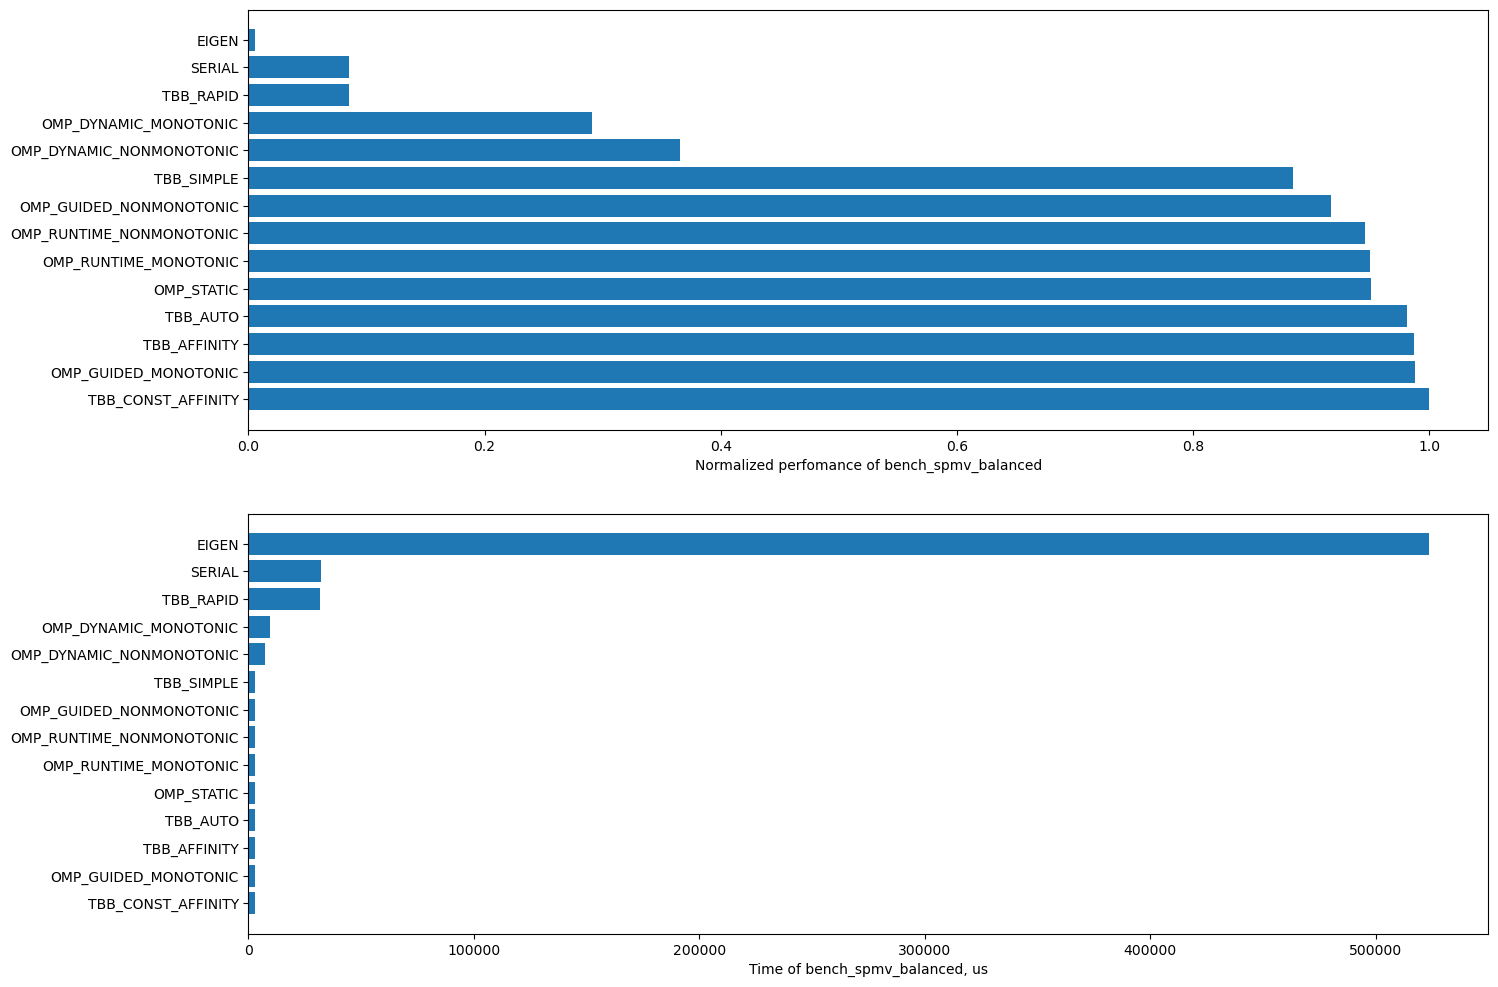 EIGEN
SERIAL
TBB_RAPID
OMP_DYNAMIC_MONOTONIC
OMP_DYNAMIC_NONMONOTONIC
TBB_SIMPLE
OMP_GUIDED_NONMONOTONIC
OMP_RUNTIME_NONMONOTONIC
OMP_RUNTIME_MONOTONIC
OMP_STATIC
TBB_AUTO
TBB_AFFINITY
OMP_GUIDED_MONOTONIC
TBB_CONST_AFFINITY
0.0 0.2 0.4 0.6 0.8 1.0
Normalized perfomance of bench_spmv_balanced
EIGEN
SERIAL
TBB_RAPID
OMP_DYNAMIC_MONOTONIC
OMP_DYNAMIC_NONMONOTONIC
TBB_SIMPLE
OMP_GUIDED_NONMONOTONIC
OMP_RUNTIME_NONMONOTONIC
OMP_RUNTIME_MONOTONIC
OMP_STATIC
TBB_AUTO
TBB_AFFINITY
OMP_GUIDED_MONOTONIC
TBB_CONST_AFFINITY
0 100000 200000 300000 400000 500000
Time of bench_spmv_balanced, us